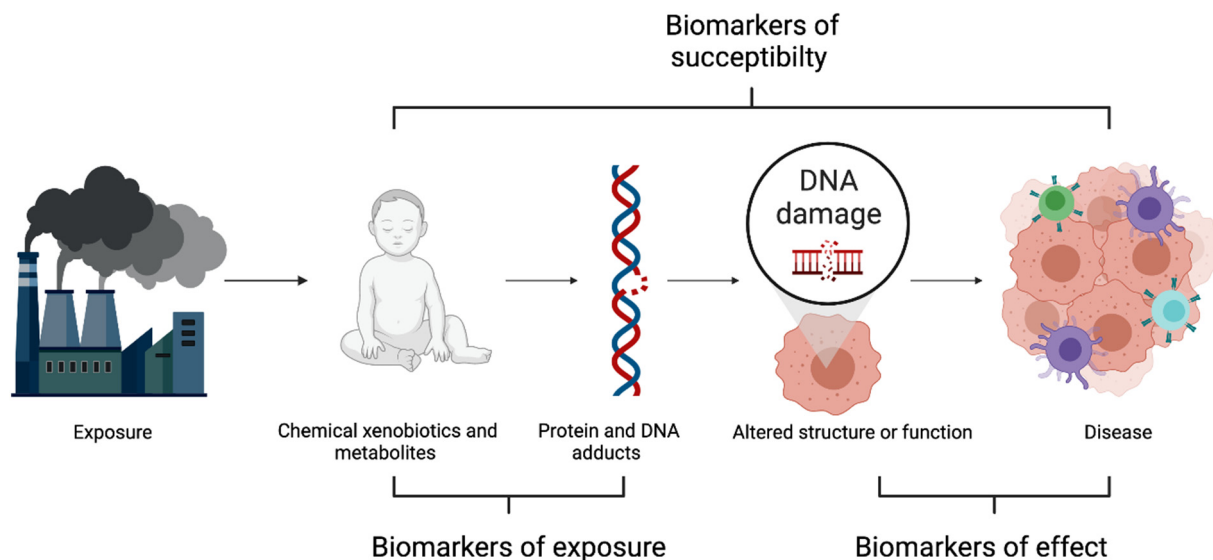 Biomarkers of
succeptibilty
DNA
damage
Exposure
Chemical xenobiotics and
metabolites
Protein and DNA
adducts
Altered structure or function
Disease
Biomarkers of exposure
Biomarkers of effect